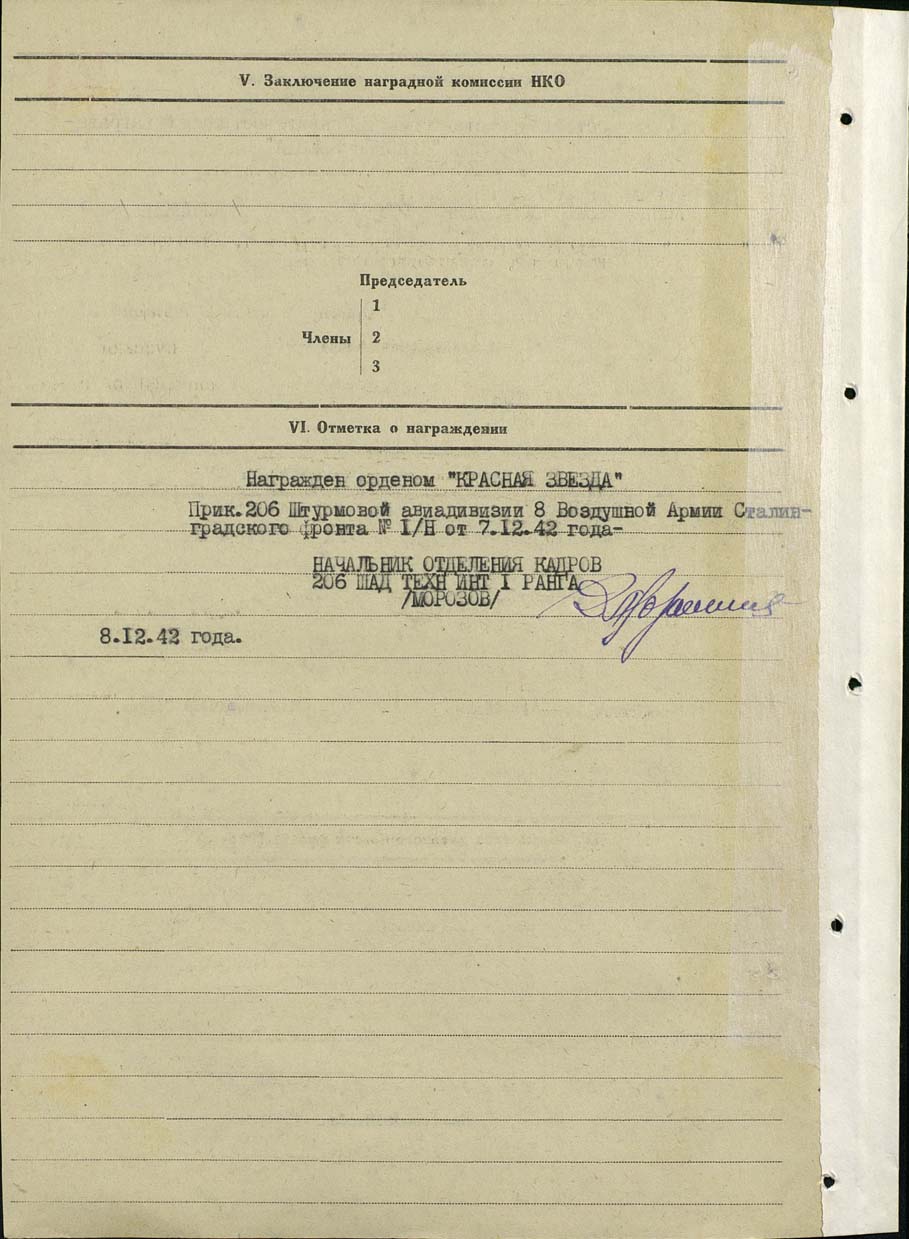 V. Заключение наградной комиссии НКО
Председатель
1
Члены 2
3
VI. Отметка о награждении
Награжден орденом "КРАСНАЯ ЗВЕЗДА"
Прик.206 Штурмовой авиадивизии 8 Воздушной Армии Сталин-
градского фронта № I/Н от 7.12.42 года-
НАЧАЛЬНИК ОТДЕЛЕНИЯ КАДРОВ
206 ШАД ТЕХН ИНТ I РАНГА
/МОРОЗОВ/
8.12.42 года.